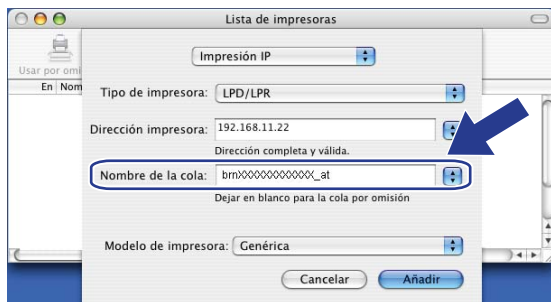 Lista de impresoras
Impresión IP
Usar por omi
En Nom
Tipo de impresora: LPD/LPR
Dirección impresora: 192.168.11.22
Dirección completa y válida.
Nombre de la cola: brnXXXXXXXXXXXX_at
Dejar en blanco para la cola por omisión
Modelo de impresora: Genérica
Cancelar Añadir